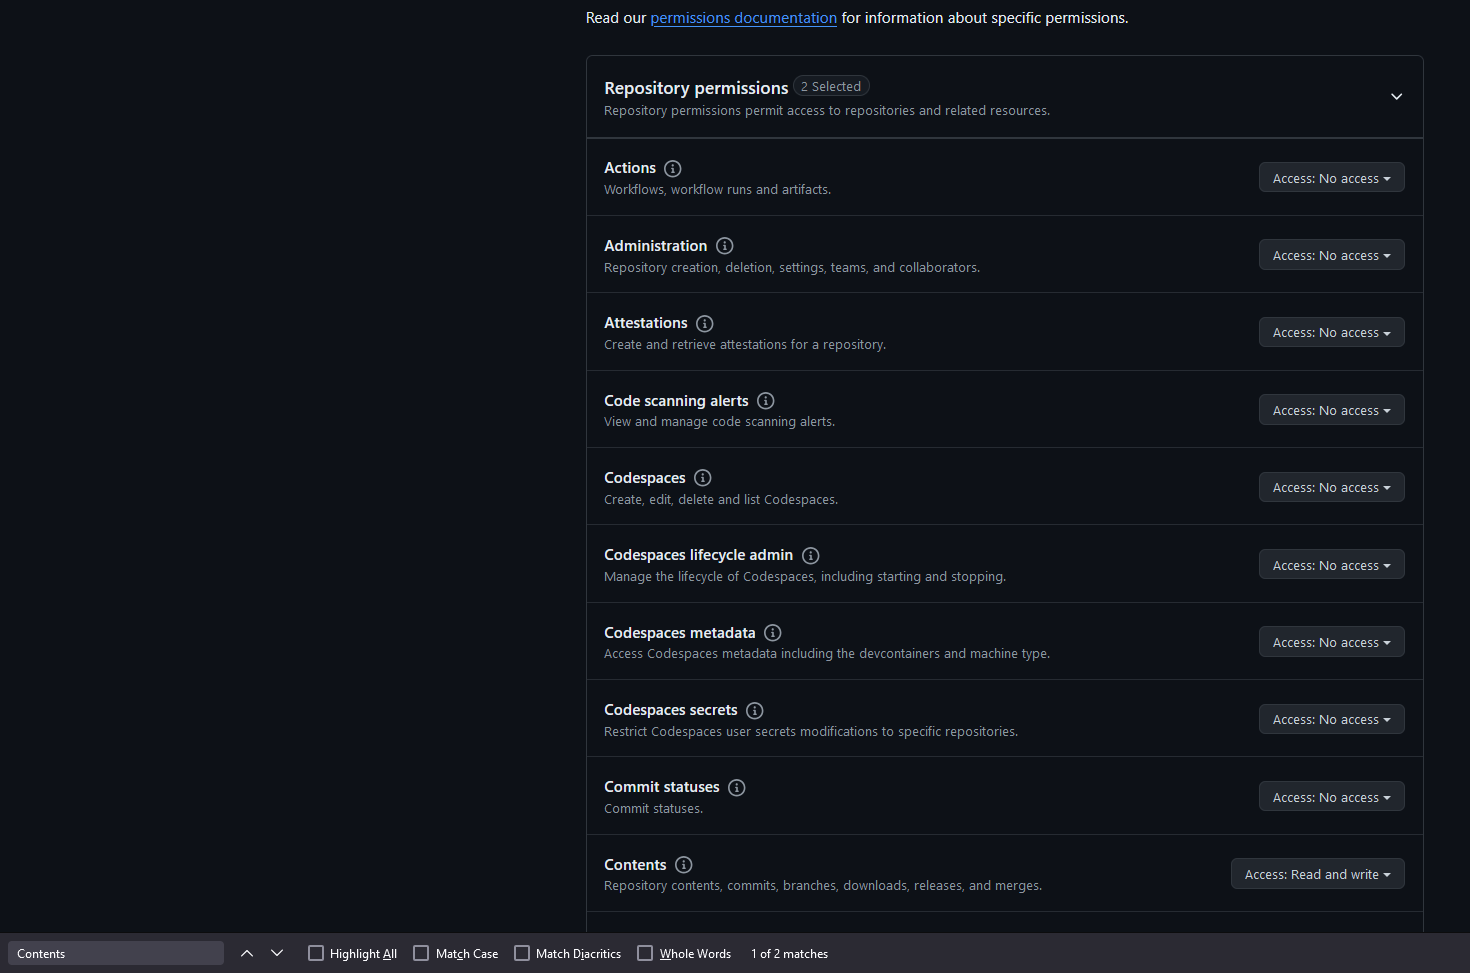 Read our permissions documentation for information about specific permissions.
Repository permissions 2 Selected
Repository permissions permit access to repositories and related resources.
Actions
Workflows, workflow runs and artifacts.
Access: No access
Administration
Repository creation, deletion, settings, teams, and collaborators.
Access: No access
Attestations
Create and retrieve attestations for a repository.
Access: No access
Code scanning alerts
View and manage code scanning alerts.
Access: No access
Codespaces
Create, edit, delete and list Codespaces.
Access: No access
Codespaces lifecycle admin
Manage the lifecycle of Codespaces, including starting and stopping.
Access: No access
Codespaces metadata
Access Codespaces metadata including the devcontainers and machine type.
Access: No access
Codespaces secrets
Restrict Codespaces user secrets modifications to specific repositories.
Access: No access
Commit statuses
Commit statuses.
Access: No access
Contents
Repository contents, commits, branches, downloads, releases, and merges.
Access: Read and write
Contents Highlight All Match Case Match Diacritics Whole Words 1 of 2 matches